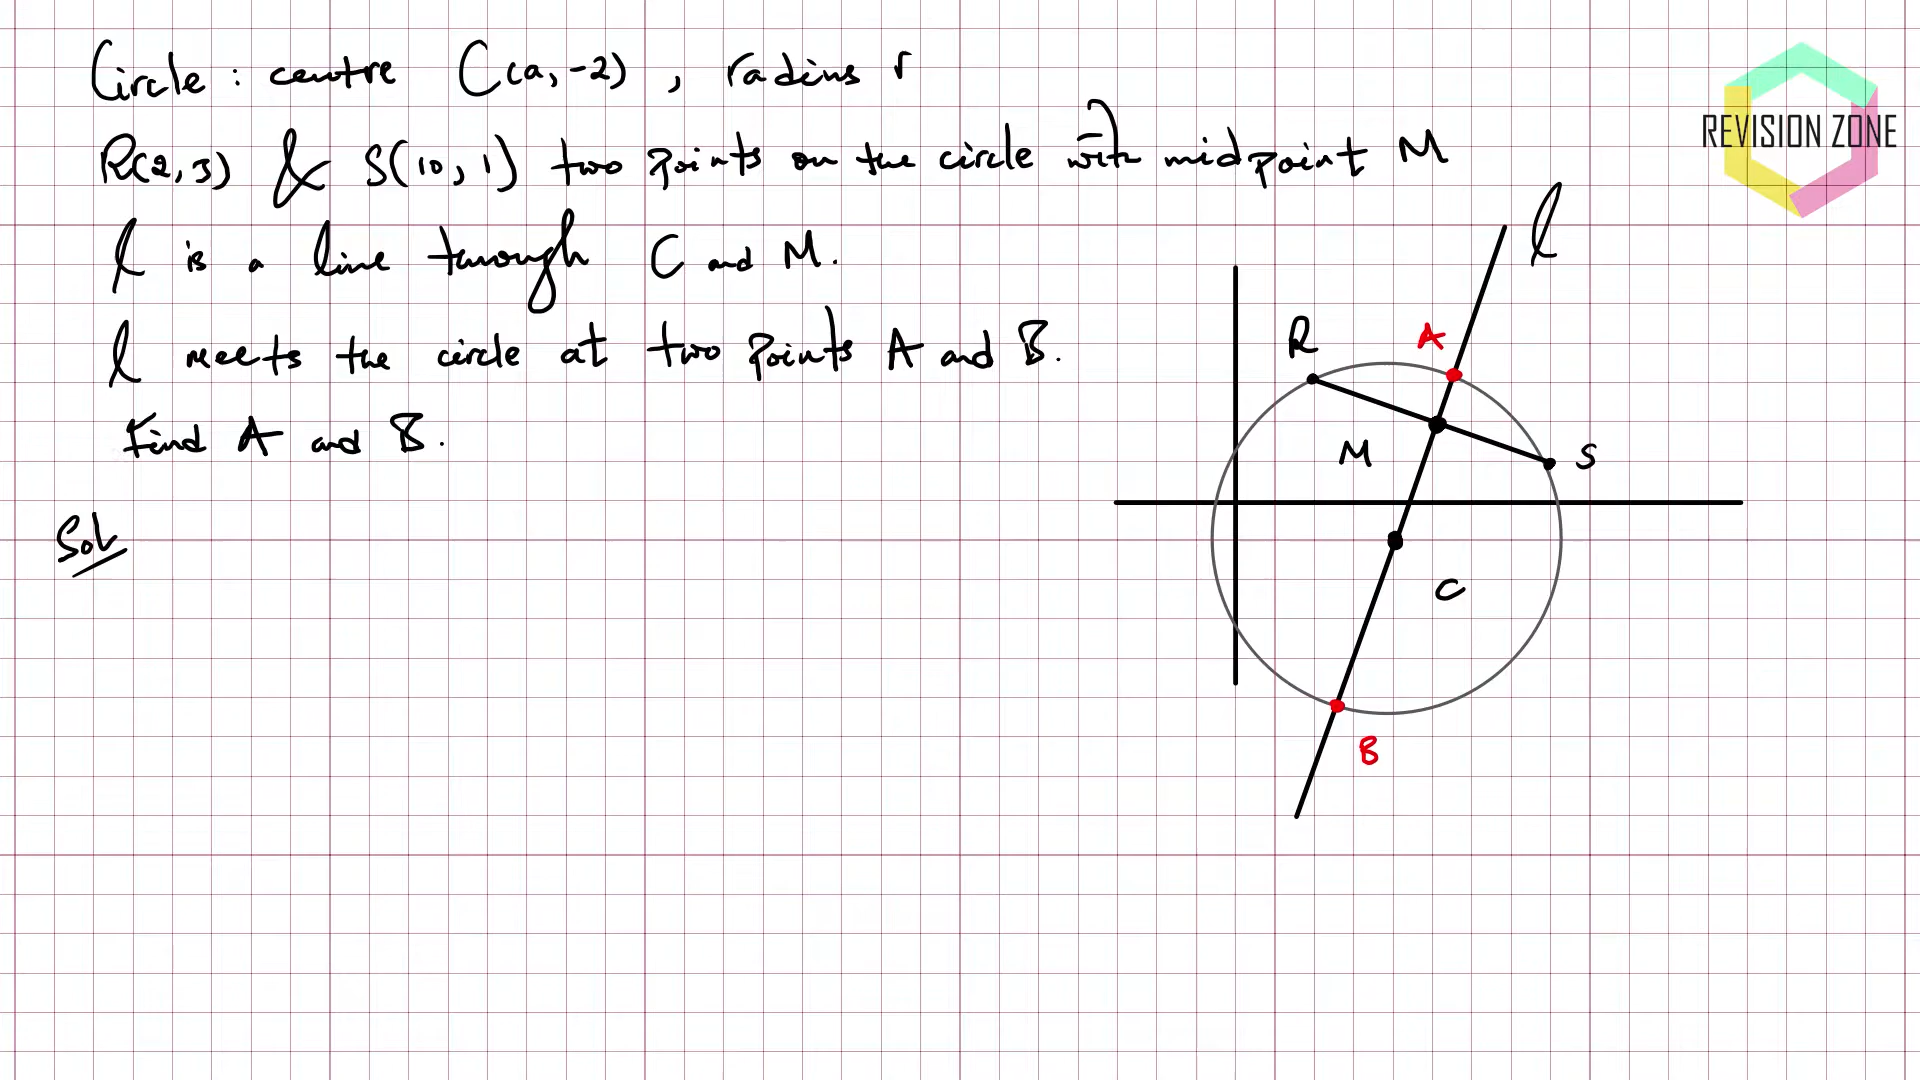 Circle : centre C(a,-2) , radius r
R(2,3) & S(10,1) two points on the circle with midpoint M
l is a line through C and M.
l meets the circle at two points A and B.
Find A and B.
Sol
REVISION ZONE
l
R
A
M
S
C
B